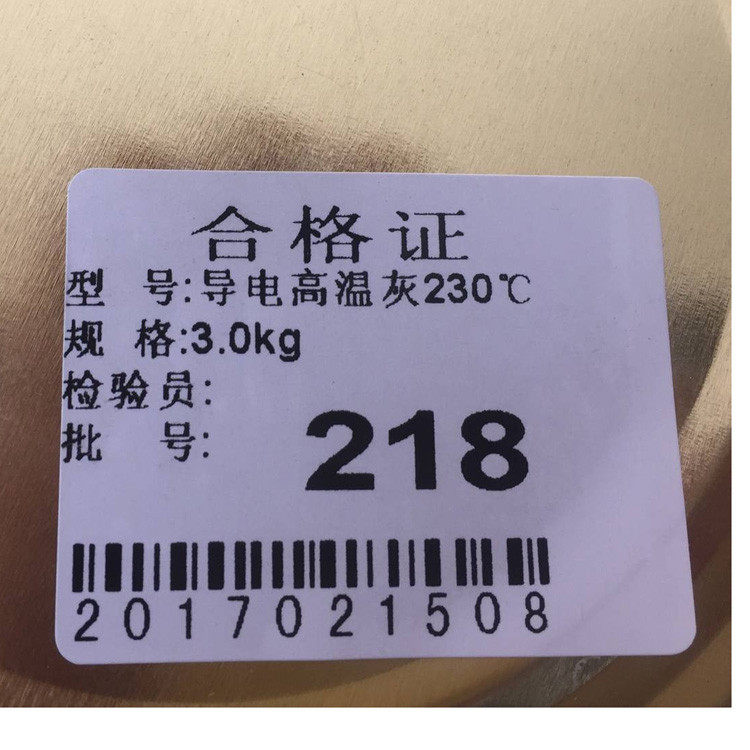 合格证
型 号:导电高温灰230℃
规 格:3.0kg
检验员:
批 号:
218
2017021508